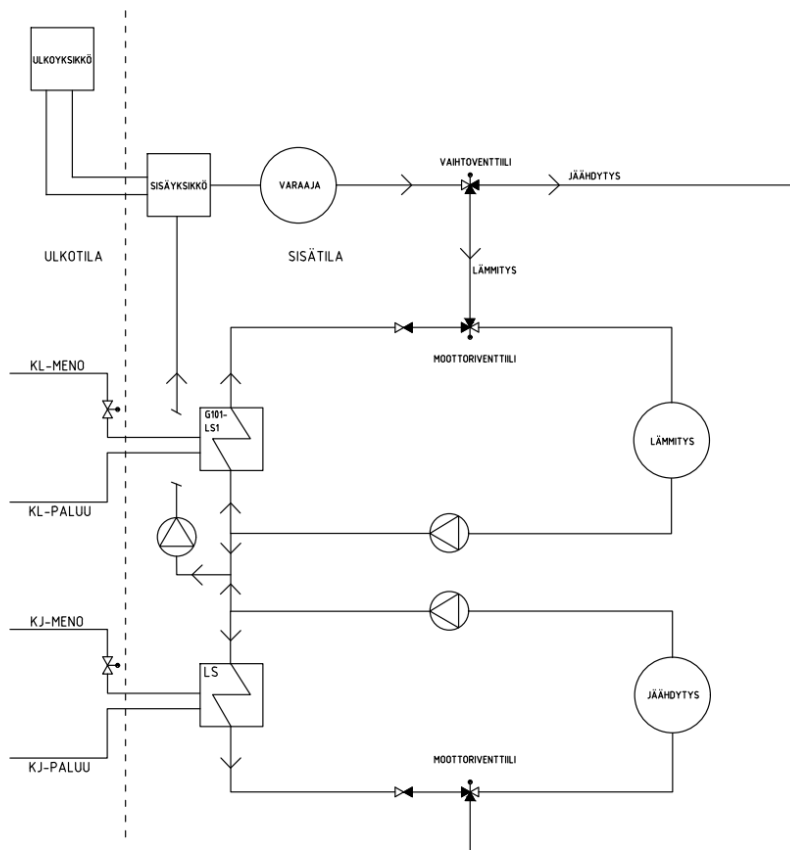 ULKOYKSIKKÖ
SISÄYKSIKKÖ
VARAAJA
VAIHTOVENTTIILI
JÄÄHDYTYS
ULKOTILA
SISÄTILA
LÄMMITYS
KL-MENO
MOOTTORIVENTTIILI
G101-
LS1
LÄMMITYS
KL-PALUU
KJ-MENO
LS
JÄÄHDYTYS
KJ-PALUU
MOOTTORIVENTTIILI